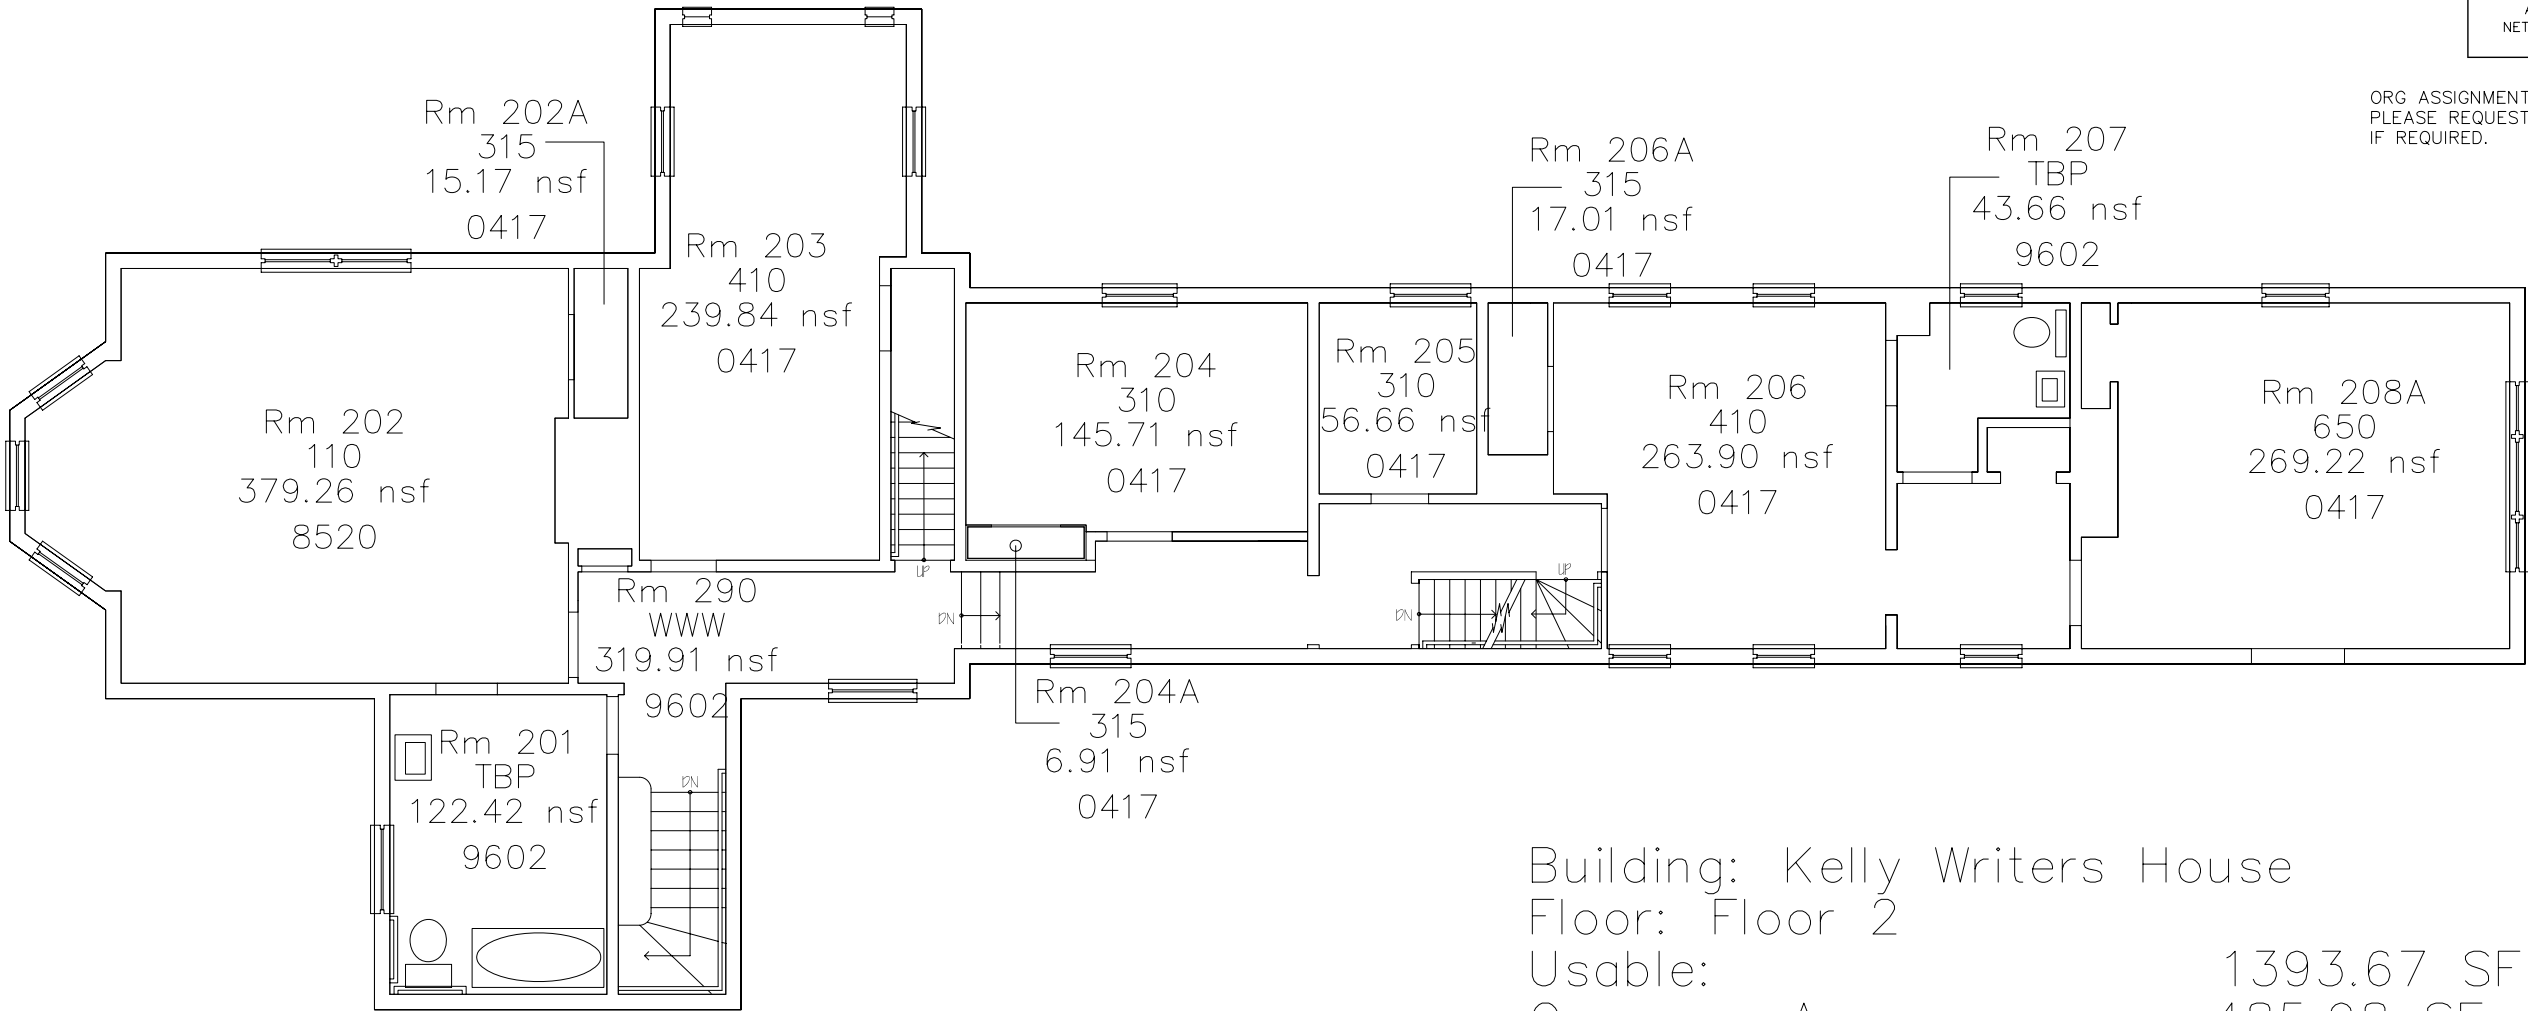 NET
ORG ASSIGNMENT
PLEASE REQUEST
IF REQUIRED.
Rm 202A
315
15.17 nsf
0417
Rm 203
410
239.84 nsf
0417
Rm 206A
315
17.01 nsf
0417
Rm 207
TBP
43.66 nsf
9602
Rm 202
110
379.26 nsf
8520
Rm 204
310
145.71 nsf
0417
Rm 205
310
56.66 nsf
0417
Rm 206
410
263.90 nsf
0417
Rm 208A
650
269.22 nsf
0417
UP
DN
DN
UP
Rm 290
WWW
319.91 nsf
9602
Rm 204A
315
6.91 nsf
0417
Rm 201
TBP
122.42 nsf
9602
DN
Building: Kelly Writers House
Floor: Floor 2
Usable: 1393.67 SF